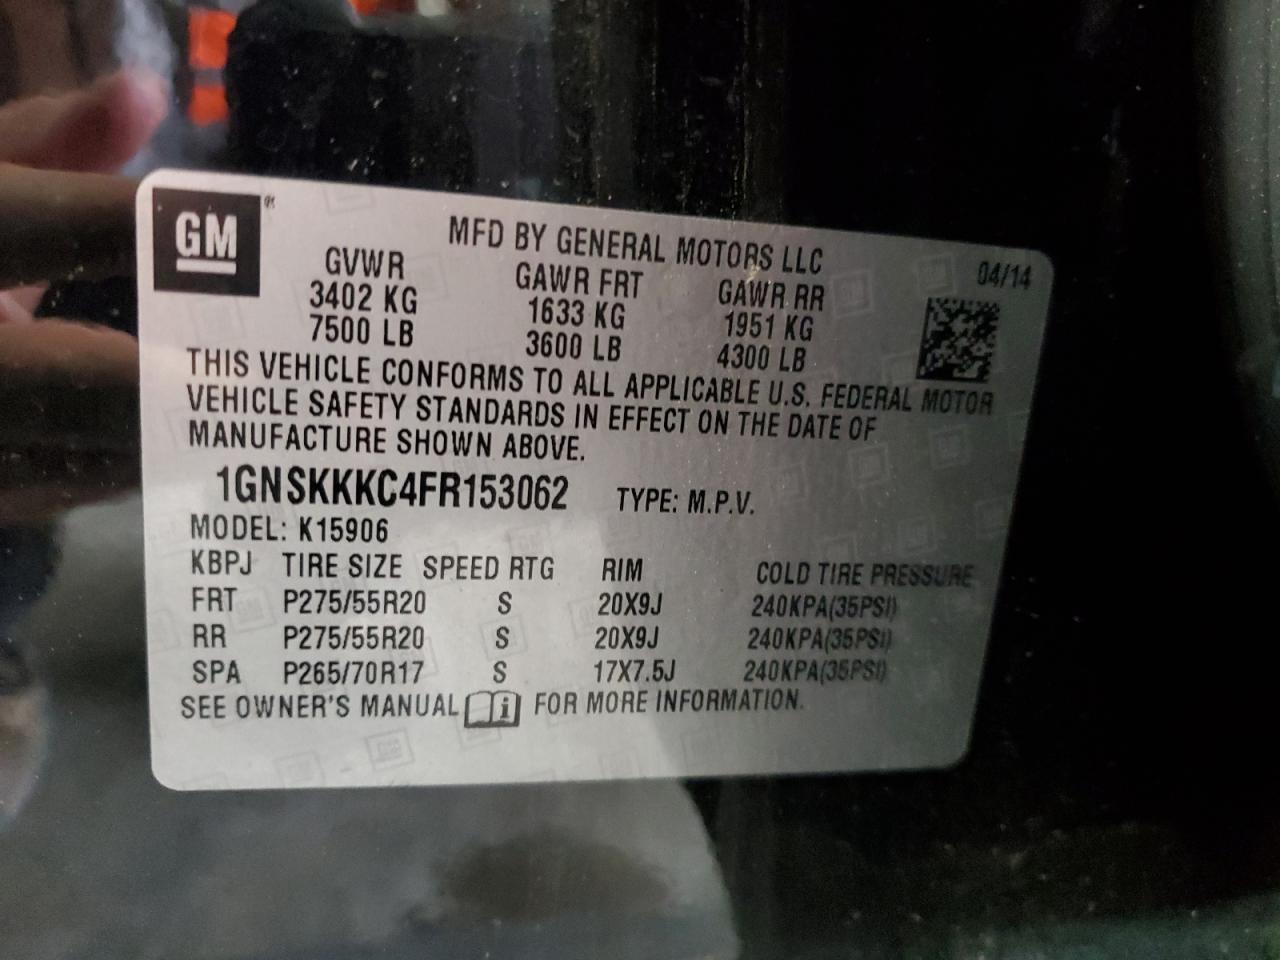 GM
MFD BY GENERAL MOTORS LLC
04/14
GVWR GAWR FRT GAWR RR
3402 KG 1633 KG 1951 KG
7500 LB 3600 LB 4300 LB
THIS VEHICLE CONFORMS TO ALL APPLICABLE U.S. FEDERAL MOTOR
VEHICLE SAFETY STANDARDS IN EFFECT ON THE DATE OF
MANUFACTURE SHOWN ABOVE.
1GNSKKKC4FR153062 TYPE: M.P.V.
MODEL: K15906
KBPJ TIRE SIZE SPEED RTG RIM COLD TIRE PRESSURE
FRT P275/55R20 S 20X9J 240KPA(35PSI)
RR P275/55R20 S 20X9J 240KPA(35PSI)
SPA P265/70R17 S 17X7.5J 240KPA(35PSI)
SEE OWNER'S MANUAL i FOR MORE INFORMATION.